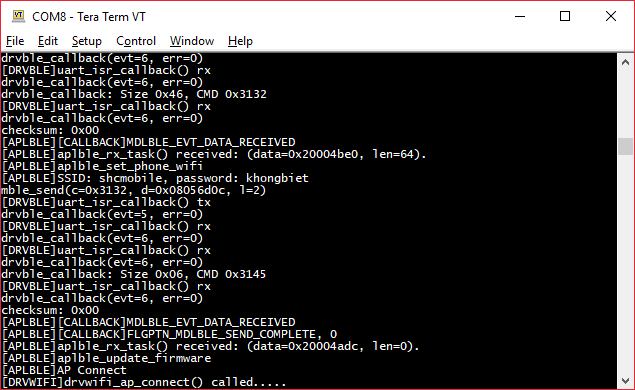 COM8 - Tera Term VT
File Edit Setup Control Window Help
drvble_callback(evt=6, err=0)
[DRVBLE]uart_isr_callback() rx
drvble_callback(evt=6, err=0)
drvble_callback: Size 0x46, CMD 0x3132
[DRVBLE]uart_isr_callback() rx
drvble_callback(evt=6, err=0)
checksum: 0x00
[APLBLE][CALLBACK]MDLBLE_EVT_DATA_RECEIVED
[APLBLE]aplble_rx_task() received: (data=0x20004be0, len=64).
[APLBLE]aplble_set_phone_wifi
[APLBLE]SSID: shcmobile, password: khongbiet
mble_send(c=0x3132, d=0x08056d0c, l=2)
[DRVBLE]uart_isr_callback() tx
drvble_callback(evt=5, err=0)
[DRVBLE]uart_isr_callback() rx
drvble_callback(evt=6, err=0)
[DRVBLE]uart_isr_callback() rx
drvble_callback(evt=6, err=0)
drvble_callback: Size 0x06, CMD 0x3145
[DRVBLE]uart_isr_callback() rx
drvble_callback(evt=6, err=0)
checksum: 0x00
[APLBLE][CALLBACK]MDLBLE_EVT_DATA_RECEIVED
[APLBLE][CALLBACK]FLGPTN_MDLBLE_SEND_COMPLETE, 0
[APLBLE]aplble_rx_task() received: (data=0x20004adc, len=0).
[APLBLE]aplble_update_firmware
[APLBLE]AP Connect
[DRVWIFI]drvwifi_ap_connect() called.....